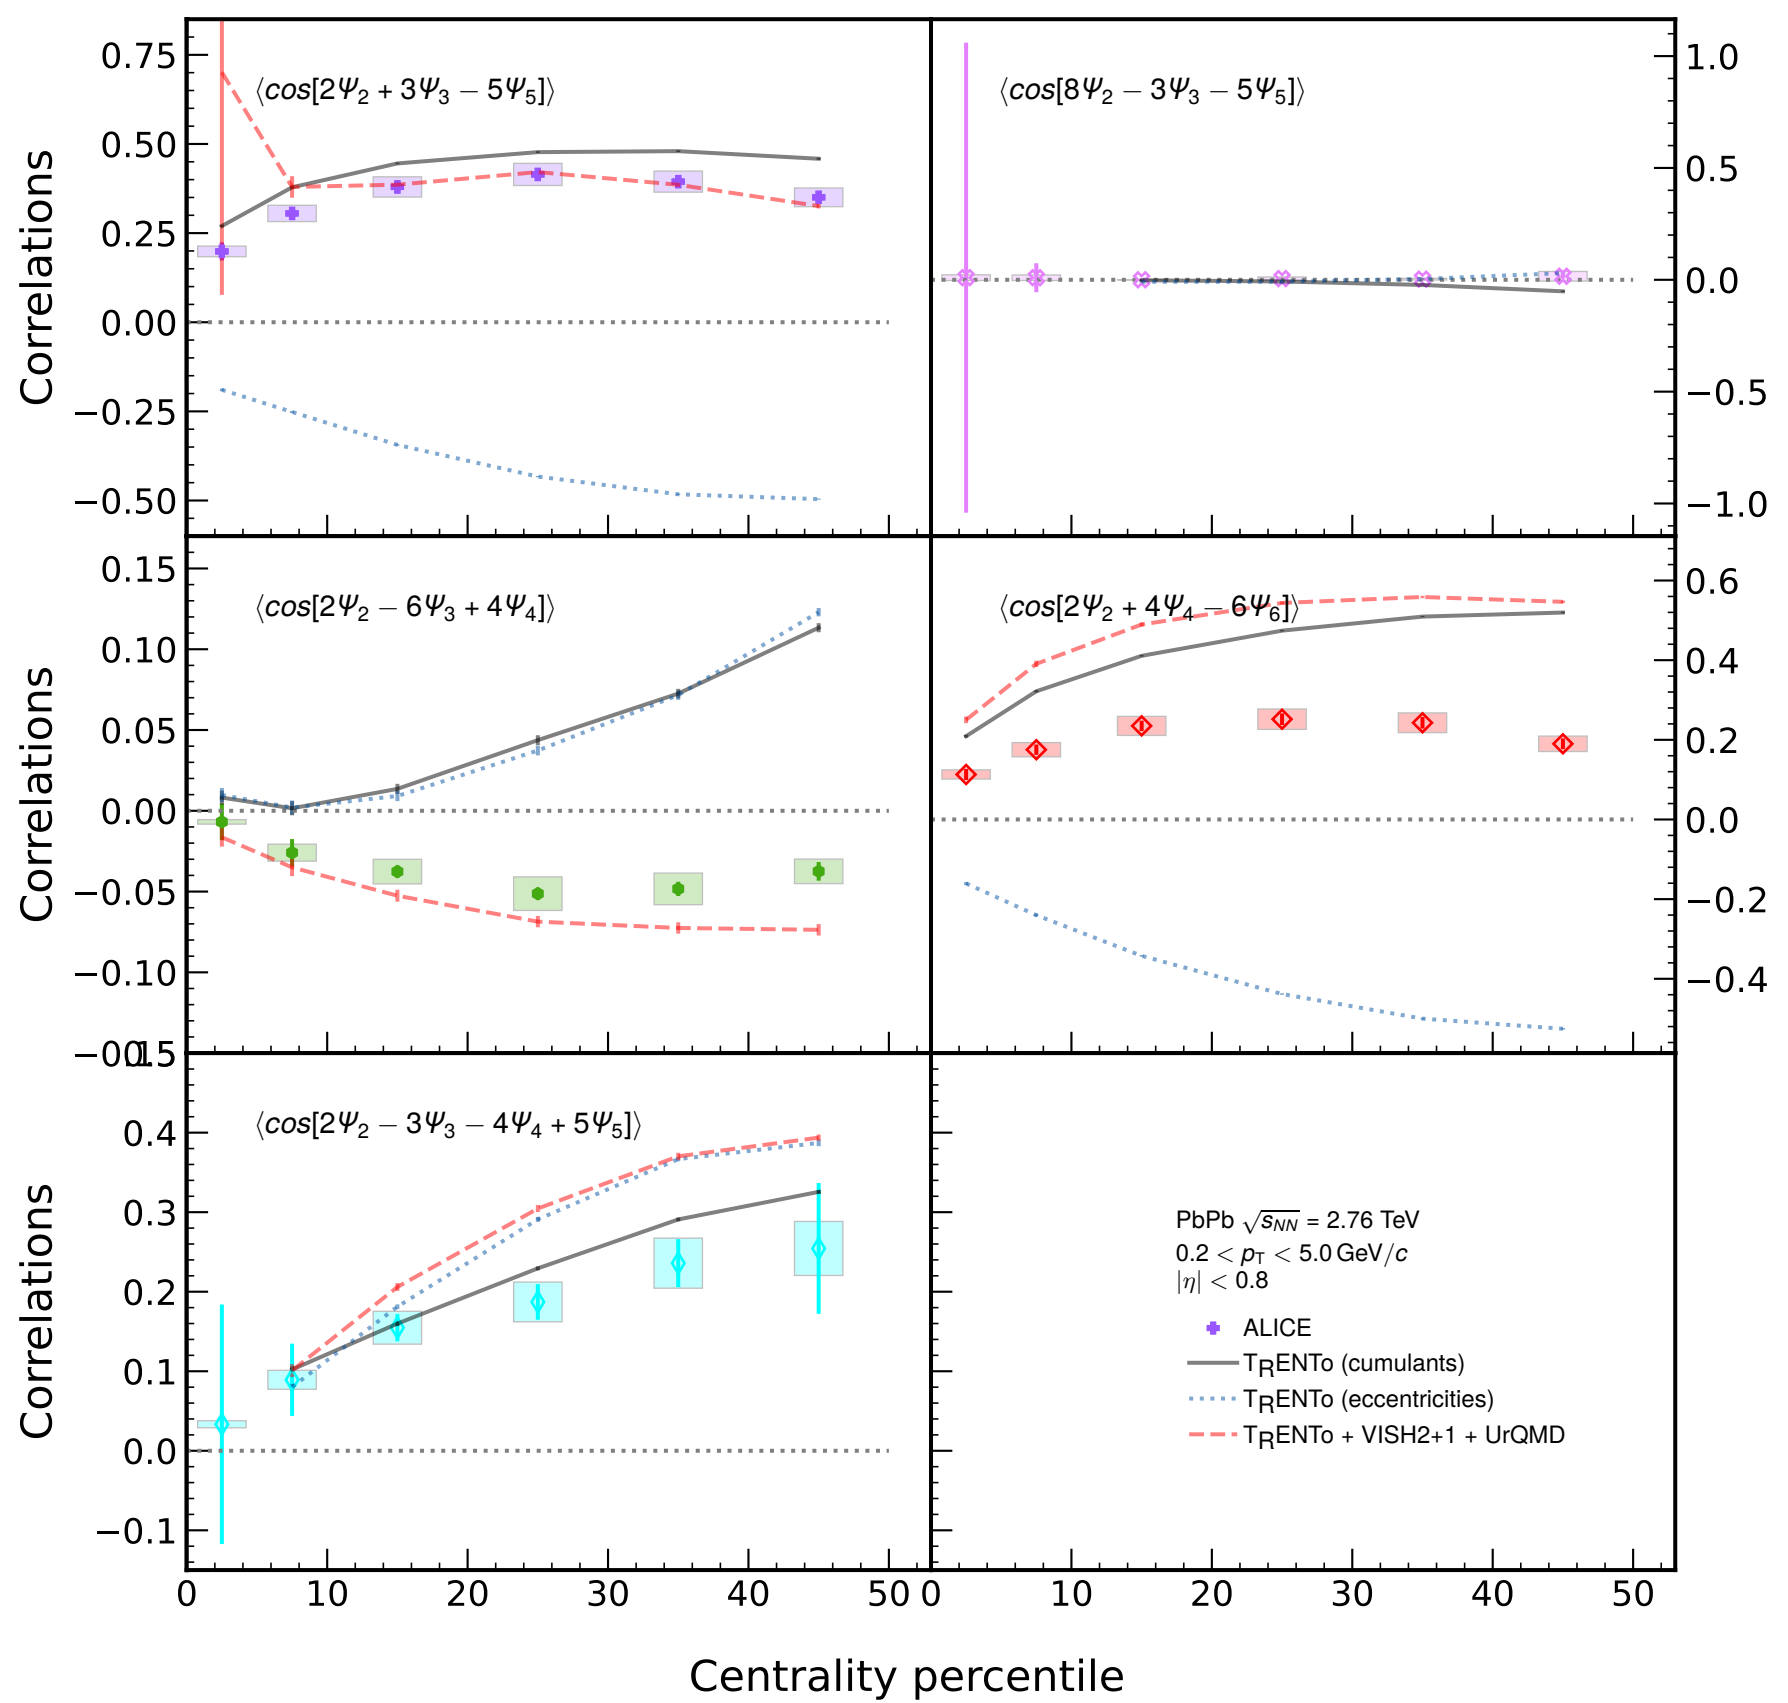 0.75
0.50
0.25
0.00
−0.25
−0.50
Correlations
⟨cos[2Ψ₂ + 3Ψ₃ − 5Ψ₅]⟩
⟨cos[8Ψ₂ − 3Ψ₃ − 5Ψ₅]⟩
1.0
0.5
0.0
−0.5
−1.0
0.15
0.10
0.05
0.00
−0.05
−0.10
−0.15
Correlations
⟨cos[2Ψ₂ − 6Ψ₃ + 4Ψ₄]⟩
⟨cos[2Ψ₂ + 4Ψ₄ − 6Ψ₆]⟩
0.6
0.4
0.2
0.0
−0.2
−0.4
0.5
0.4
0.3
0.2
0.1
0.0
−0.1
Correlations
⟨cos[2Ψ₂ − 3Ψ₃ − 4Ψ₄ + 5Ψ₅]⟩
PbPb √s_NN = 2.76 TeV
0.2 < p_T < 5.0 GeV/c
|η| < 0.8
ALICE
TRENTo (cumulants)
TRENTo (eccentricities)
TRENTo + VISH2+1 + UrQMD
0 10 20 30 40 50 0 10 20 30 40 50
Centrality percentile